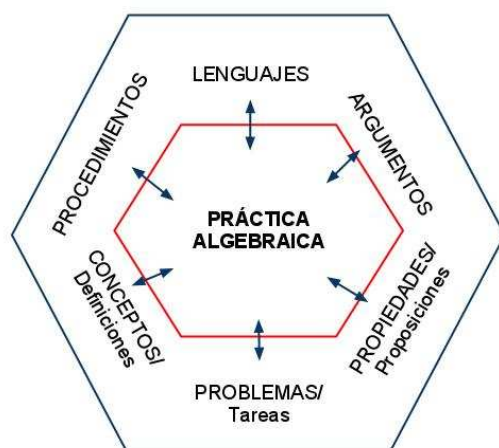 LENGUAJES
PROCEDIMIENTOS
ARGUMENTOS
PRÁCTICA
ALGEBRAICA
CONCEPTOS/
Definiciones
PROPIEDADES/
Proposiciones
PROBLEMAS/
Tareas